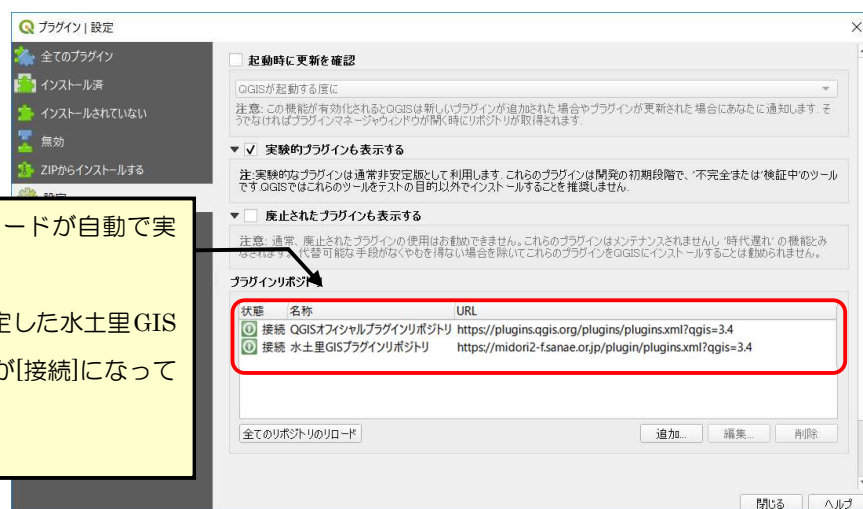 プラグイン | 設定
全てのプラグイン
インストール済
インストールされていない
無効
ZIPからインストールする
起動時に更新を確認
QGISが起動する度に
注意: この機能が有効化されるとQGISは新しいプラグインが追加された場合やプラグインが更新された場合にあなたに通知します. そ
うでなければプラグインマネージャウィンドウが開く時にリポジトリが取得されます.
実験的プラグインも表示する
注:実験的なプラグインは通常非安定版として利用します. これらのプラグインは開発の初期段階で、'不完全または'検証中'のツール
です.QGISではこれらのツールをテストの目的以外でインストールすることを推奨しません.
廃止されたプラグインも表示する
注意: 通常、廃止されたプラグインの使用はお勧めできません。これらのプラグインはメンテナンスされませんし '時代遅れ' の機能とみ
なされます。代替可能な手段がなくやむを得ない場合を除いてこれらのプラグインをQGISにインストールすることは勧められません。
ードが自動で実
定した水土里GIS
が[接続]になって
プラグインリポジ
状態 名称 URL
接続 QGISオフィシャルプラグインリポジトリ https://plugins.qgis.org/plugins/plugins.xml?qgis=3.4
接続 水土里GISプラグインリポジトリ https://midori2-f.sanae.or.jp/plugin/plugins.xml?qgis=3.4
全てのリポジトリのリロード 追加... 編集... 削除
閉じる ヘルプ